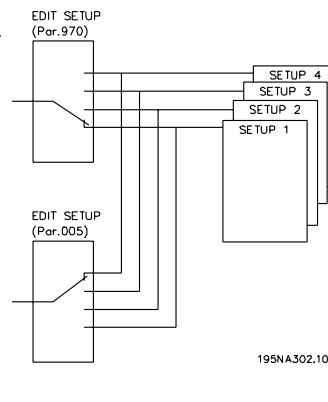 EDIT SETUP
(Par.970)
SETUP 4
SETUP 3
SETUP 2
SETUP 1
EDIT SETUP
(Par.005)
195NA302.10